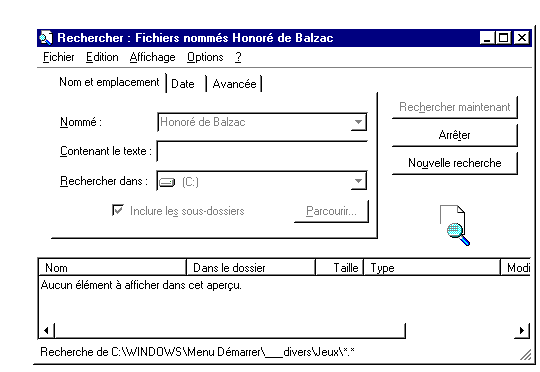 Rechercher : Fichiers nommés Honoré de Balzac
Fichier Edition Affichage Options ?
Nom et emplacement Date Avancée
Nommé : Honoré de Balzac
Contenant le texte :
Rechercher dans : (C:)
Inclure les sous-dossiers Parcourir...
Rechercher maintenant
Arrêter
Nouvelle recherche
Nom Dans le dossier Taille Type Modi
Aucun élément à afficher dans cet aperçu.
Recherche de C:\WINDOWS\Menu Démarrer\___divers\Jeux\*.*